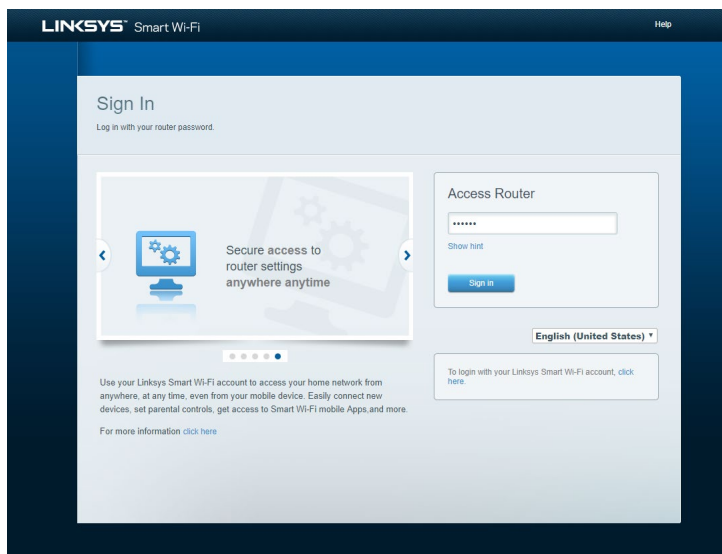 LINKSYS™ Smart Wi-Fi
Help
Sign In
Log in with your router password.
Secure access to
router settings
anywhere anytime
Use your Linksys Smart Wi-Fi account to access your home network from
anywhere, at any time, even from your mobile device. Easily connect new
devices, set parental controls, get access to Smart Wi-Fi mobile Apps,and more.
For more information click here
Access Router
••••••
Show hint
Sign in
English (United States)
To login with your Linksys Smart Wi-Fi account, click
here.